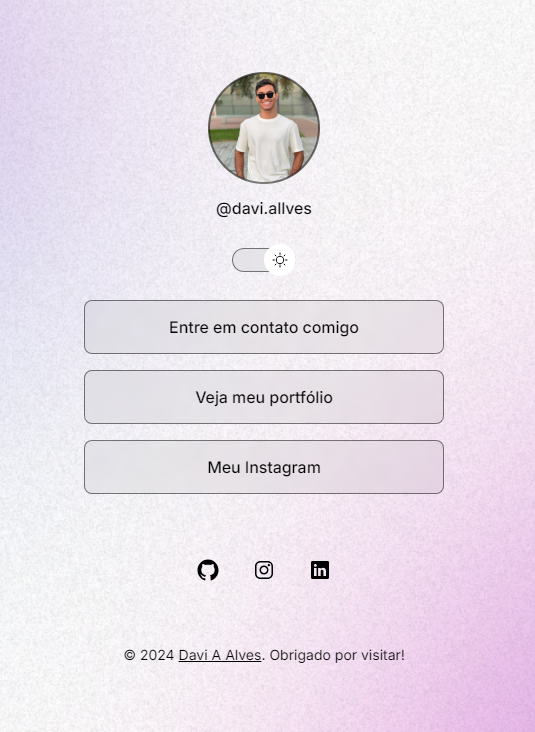 @davi.allves
Entre em contato comigo
Veja meu portfólio
Meu Instagram
© 2024 Davi A Alves. Obrigado por visitar!